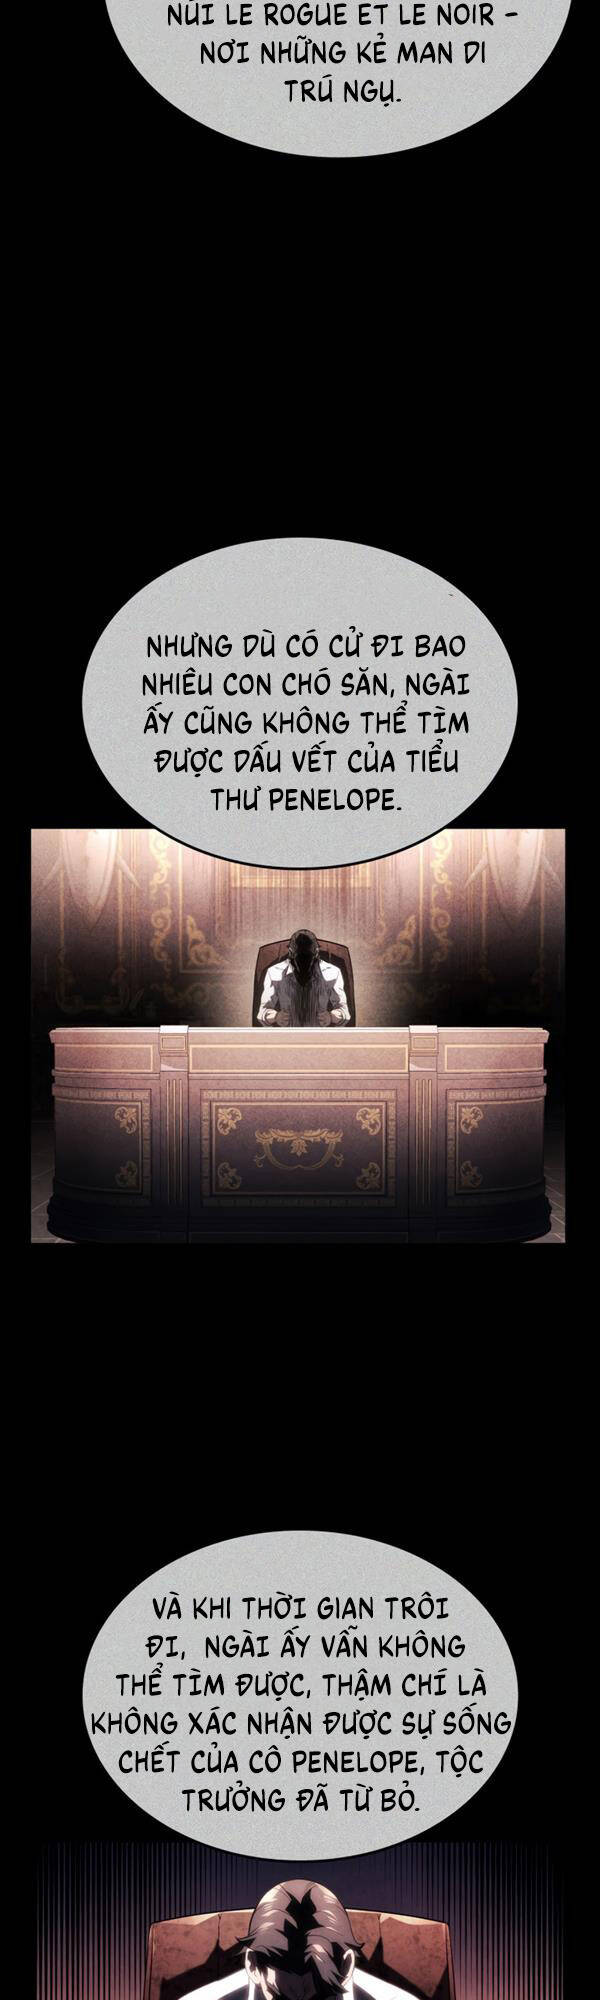 NÚI LE ROGUE ET LE NOIR -
NƠI NHỮNG KẺ MAN DI
TRÚ NGỤ.
NHƯNG DÙ CÓ CỬ ĐI BAO
NHIÊU CON CHÓ SĂN, NGÀI
ẤY CŨNG KHÔNG THỂ TÌM
ĐƯỢC DẤU VẾT CỦA TIỂU
THƯ PENELOPE.
VÀ KHI THỜI GIAN TRÔI
ĐI, NGÀI ẤY VẪN KHÔNG
THỂ TÌM ĐƯỢC, THẬM CHÍ LÀ
KHÔNG XÁC NHẬN ĐƯỢC SỰ SỐNG
CHẾT CỦA CÔ PENELOPE, TỘC
TRƯỞNG ĐÃ TỪ BỎ.